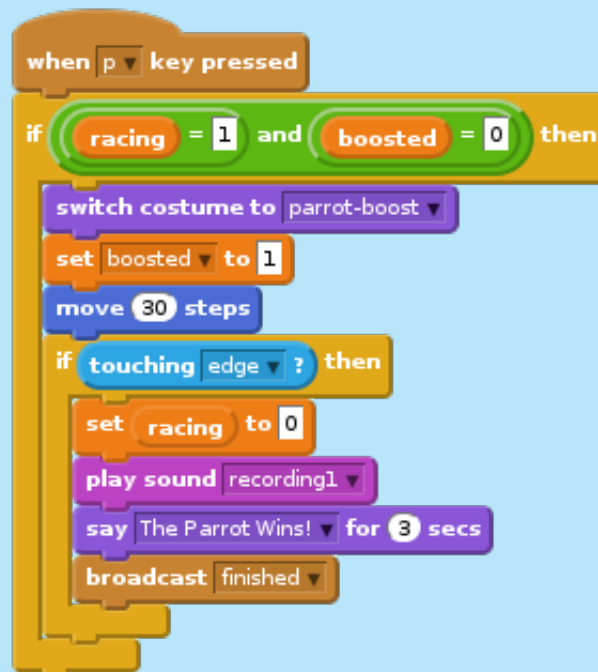 when p ▼ key pressed
if racing = 1 and boosted = 0 then
switch costume to parrot-boost ▼
set boosted ▼ to 1
move 30 steps
if touching edge ▼ ? then
set racing to 0
play sound recording1 ▼
say The Parrot Wins! ▼ for 3 secs
broadcast finished ▼